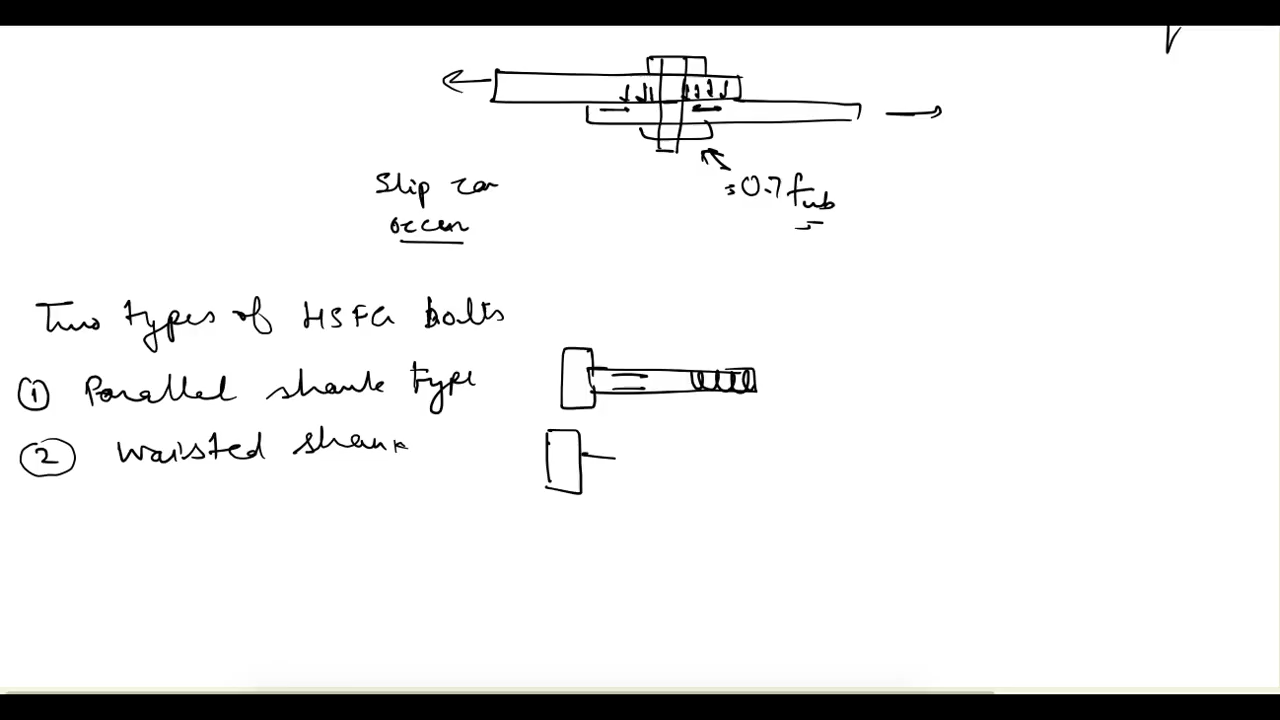 Slip can
occur
= 0.7 fub
Two types of HSFG bolts
① Parallel shank type
② Waisted shank